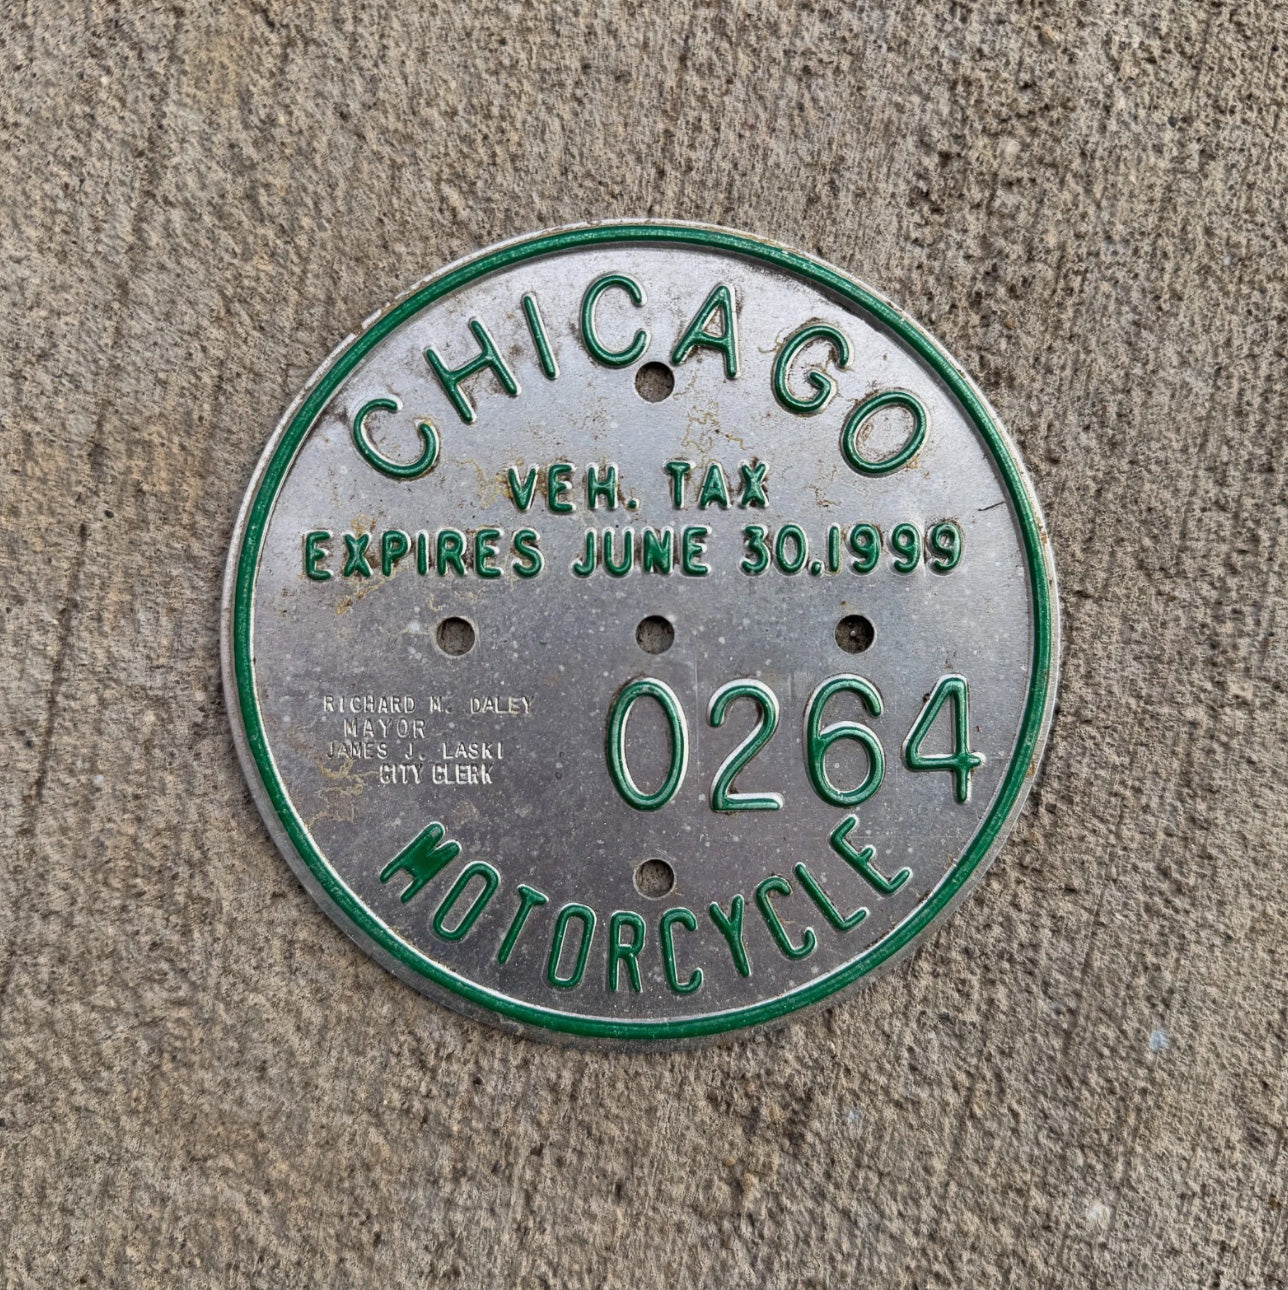 CHICAGO
VEH. TAX
EXPIRES JUNE 30.1999
RICHARD M. DALEY
MAYOR
JAMES J. LASKI
CITY CLERK
0264
MOTORCYCLE